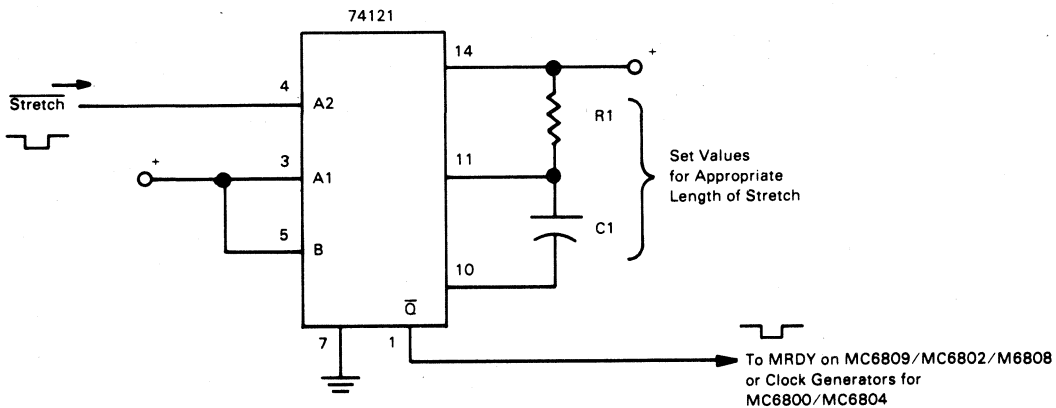 74121
14
+
4
Stretch
A2
R1
+
3
A1
11
Set Values
for Appropriate
Length of Stretch
5
B
C1
10
Q
7
1
To MRDY on MC6809/MC6802/M6808
or Clock Generators for
MC6800/MC6804